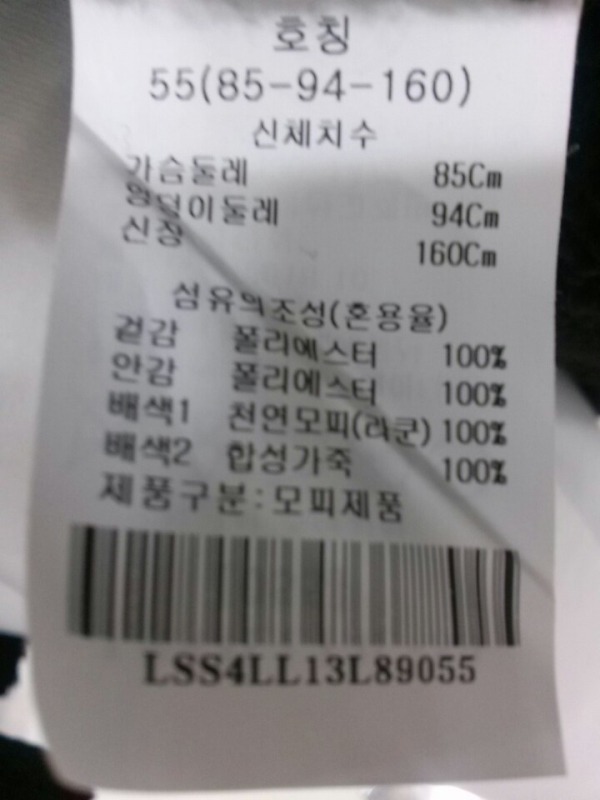 호칭
55(85-94-160)
신체치수
가슴둘레 85Cm
엉덩이둘레 94Cm
신장 160Cm
섬유의조성(혼용율)
겉감 폴리에스터 100%
안감 폴리에스터 100%
배색1 천연모피(라쿤) 100%
배색2 합성가죽 100%
제품구분:모피제품
LSS4LL13L89055